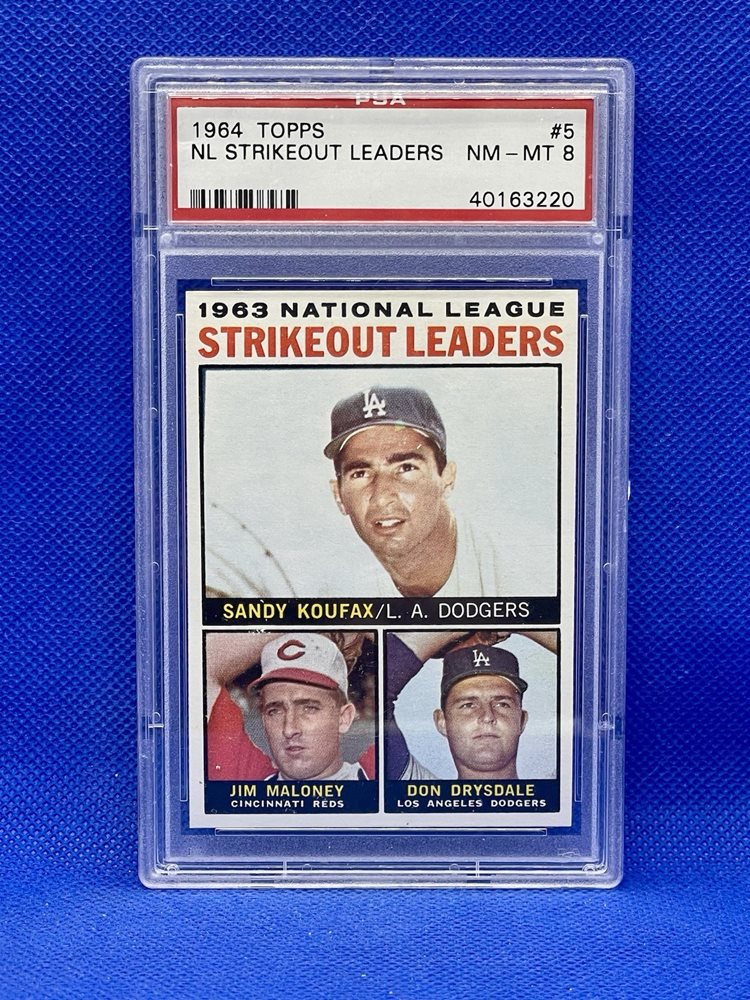 PSA
1964 TOPPS #5
NL STRIKEOUT LEADERS NM-MT 8
40163220
1963 NATIONAL LEAGUE
STRIKEOUT LEADERS
LA
SANDY KOUFAX/L. A. DODGERS
C
LA
JIM MALONEY
CINCINNATI REDS
DON DRYSDALE
LOS ANGELES DODGERS